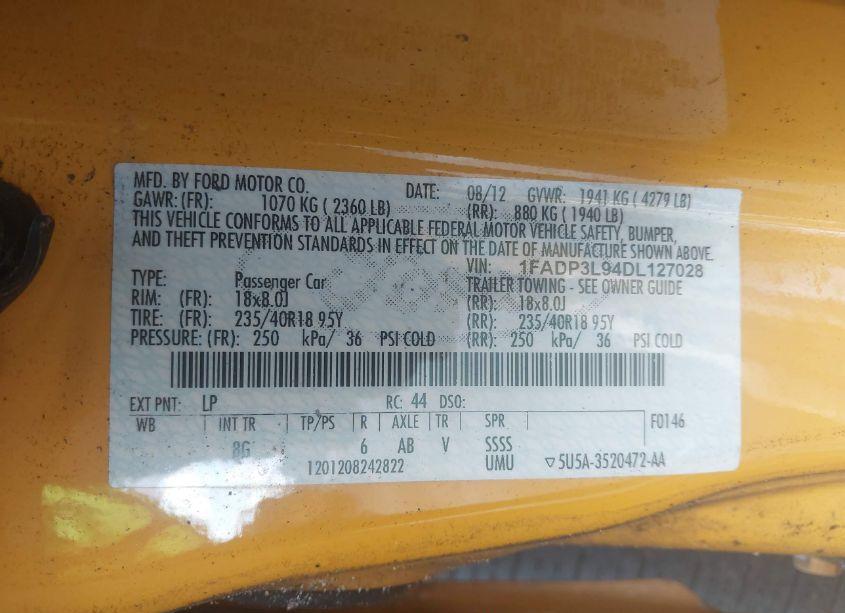 MFD. BY FORD MOTOR CO. DATE: 08/12 GVWR: 1941 KG ( 4279 LB)
GAWR: (FR): 1070 KG ( 2360 LB) (RR): 880 KG ( 1940 LB)
THIS VEHICLE CONFORMS TO ALL APPLICABLE FEDERAL MOTOR VEHICLE SAFETY, BUMPER,
AND THEFT PREVENTION STANDARDS IN EFFECT ON THE DATE OF MANUFACTURE SHOWN ABOVE.
VIN: 1FADP3L94DL127028
TYPE: Passenger Car TRAILER TOWING - SEE OWNER GUIDE
RIM: (FR): 18x8.0J (RR): 18x8.0J
TIRE: (FR): 235/40R18 95Y (RR): 235/40R18 95Y
PRESSURE: (FR): 250 kPa/ 36 PSI COLD (RR): 250 kPa/ 36 PSI COLD
EXT PNT: LP RC: 44 DSO:
WB INT TR TP/PS R AXLE TR SPR F0146
8G 6 AB V SSSS
1201208242822 UMU ▽5U5A-3520472-AA